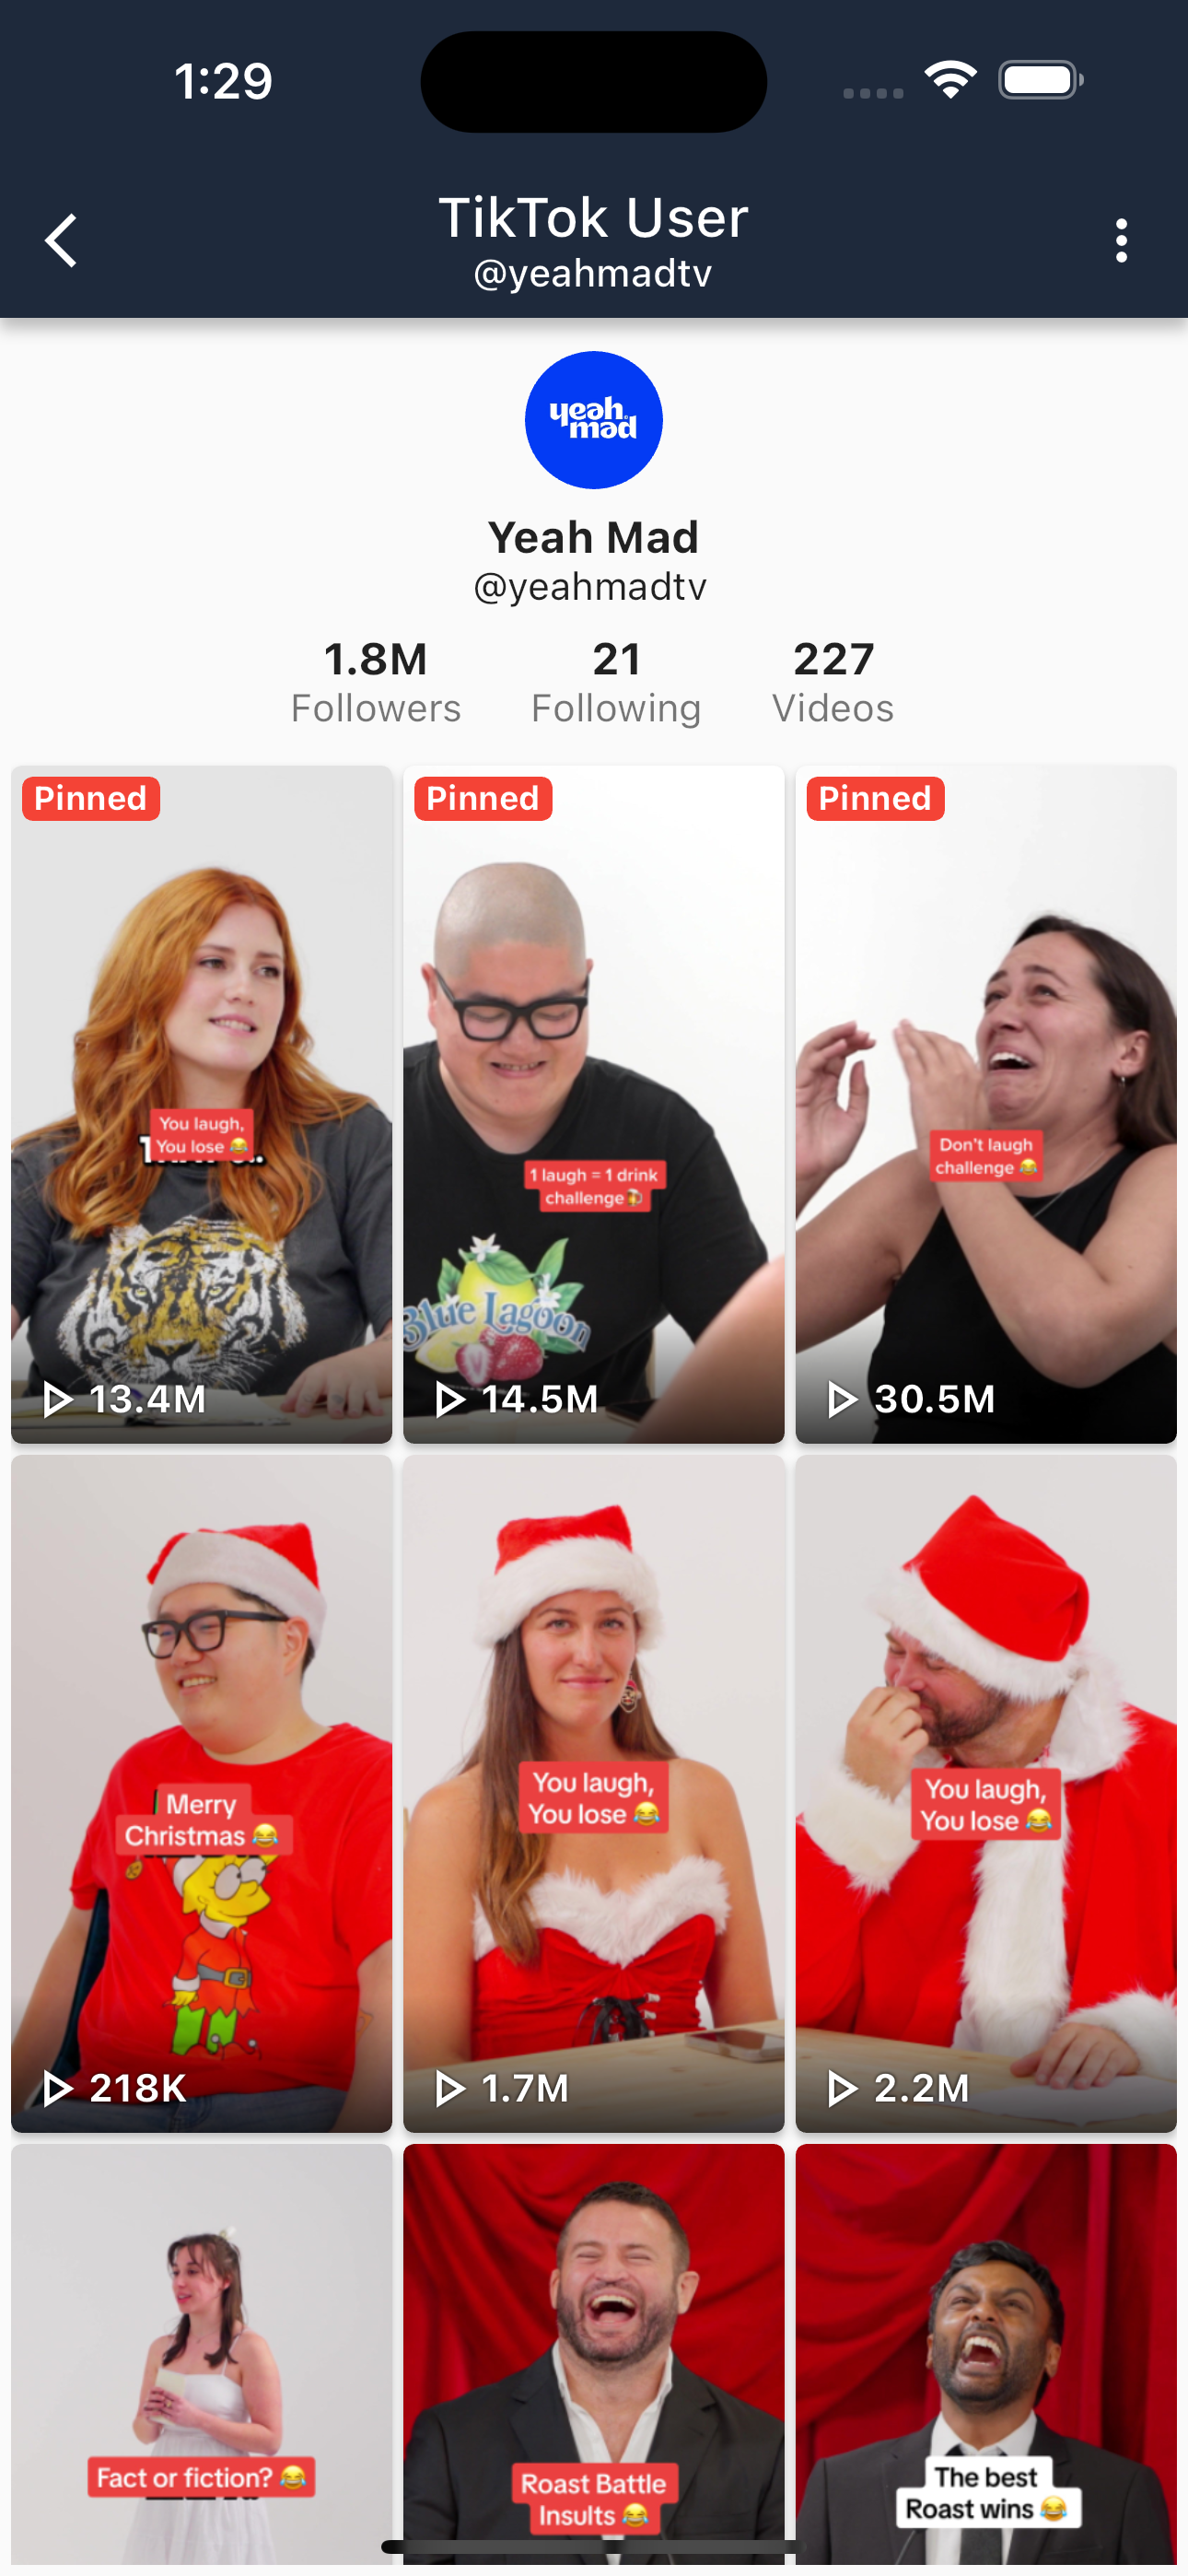 1:29
TikTok User
@yeahmadtv
yeah
mad
Yeah Mad
@yeahmadtv
1.8M 21 227
Followers Following Videos
Pinned
You laugh,
You lose 😂
13.4M
Pinned
1 laugh = 1 drink
challenge🍺
Blue Lagoon
14.5M
Pinned
Don't laugh
challenge 😂
30.5M
Merry
Christmas 😂
218K
You laugh,
You lose 😂
1.7M
You laugh,
You lose 😂
2.2M
Fact or fiction? 😂
Roast Battle
Insults 😂
The best
Roast wins 😂